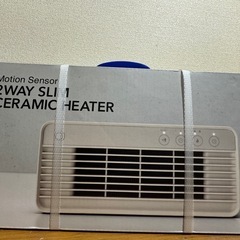 Motion Sensor
2WAY SLIM
CERAMIC HEATER